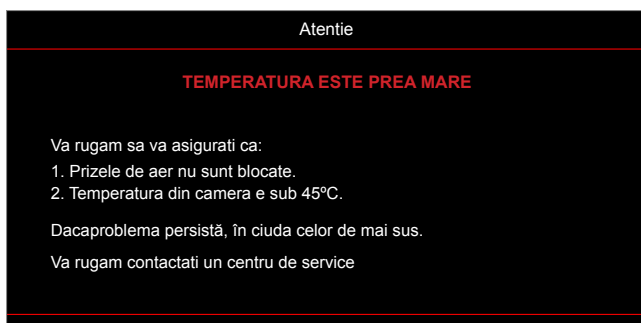 Atentie
TEMPERATURA ESTE PREA MARE
Va rugam sa va asigurati ca:
1. Prizele de aer nu sunt blocate.
2. Temperatura din camera e sub 45ºC.
Dacaproblema persistă, în ciuda celor de mai sus.
Va rugam contactati un centru de service